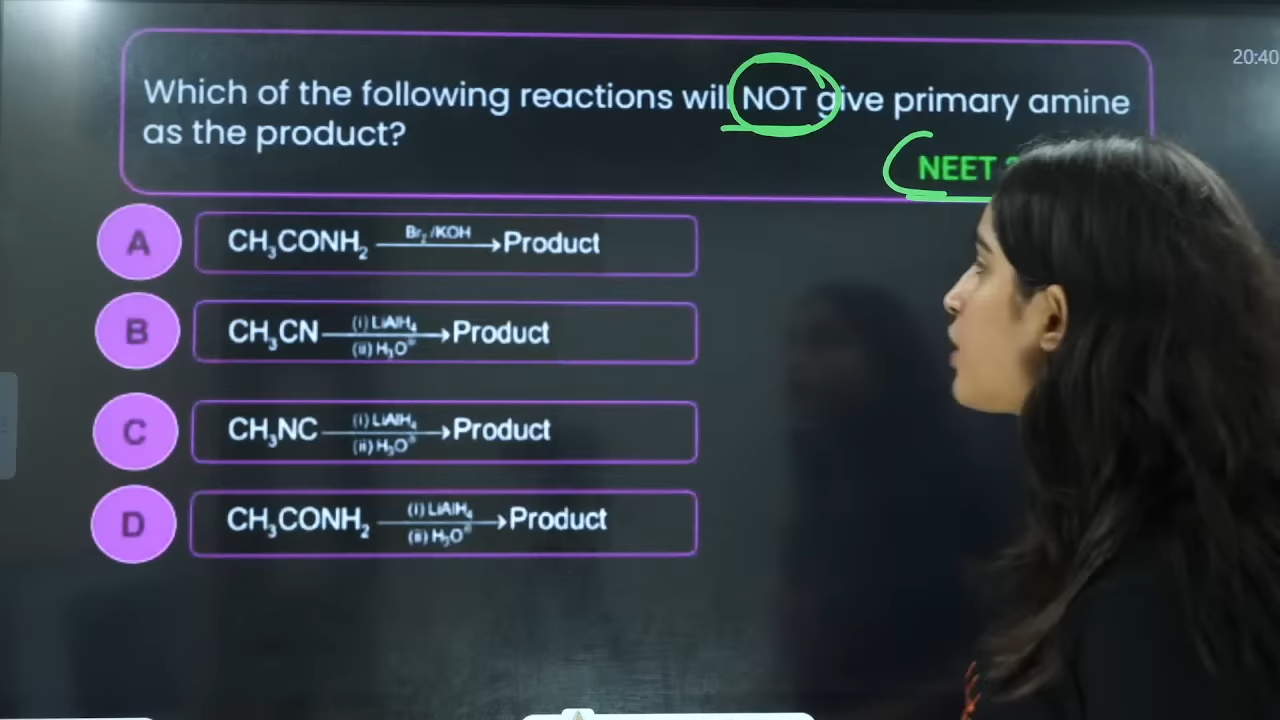 20:40
Which of the following reactions will NOT give primary amine
as the product?
NEET
A
CH₃CONH₂ Br₂/KOH → Product
B
CH₃CN (i) LiAlH₄ (ii) H₃O⁺ → Product
C
CH₃NC (i) LiAlH₄ (ii) H₃O⁺ → Product
D
CH₃CONH₂ (i) LiAlH₄ (ii) H₃O⁺ → Product